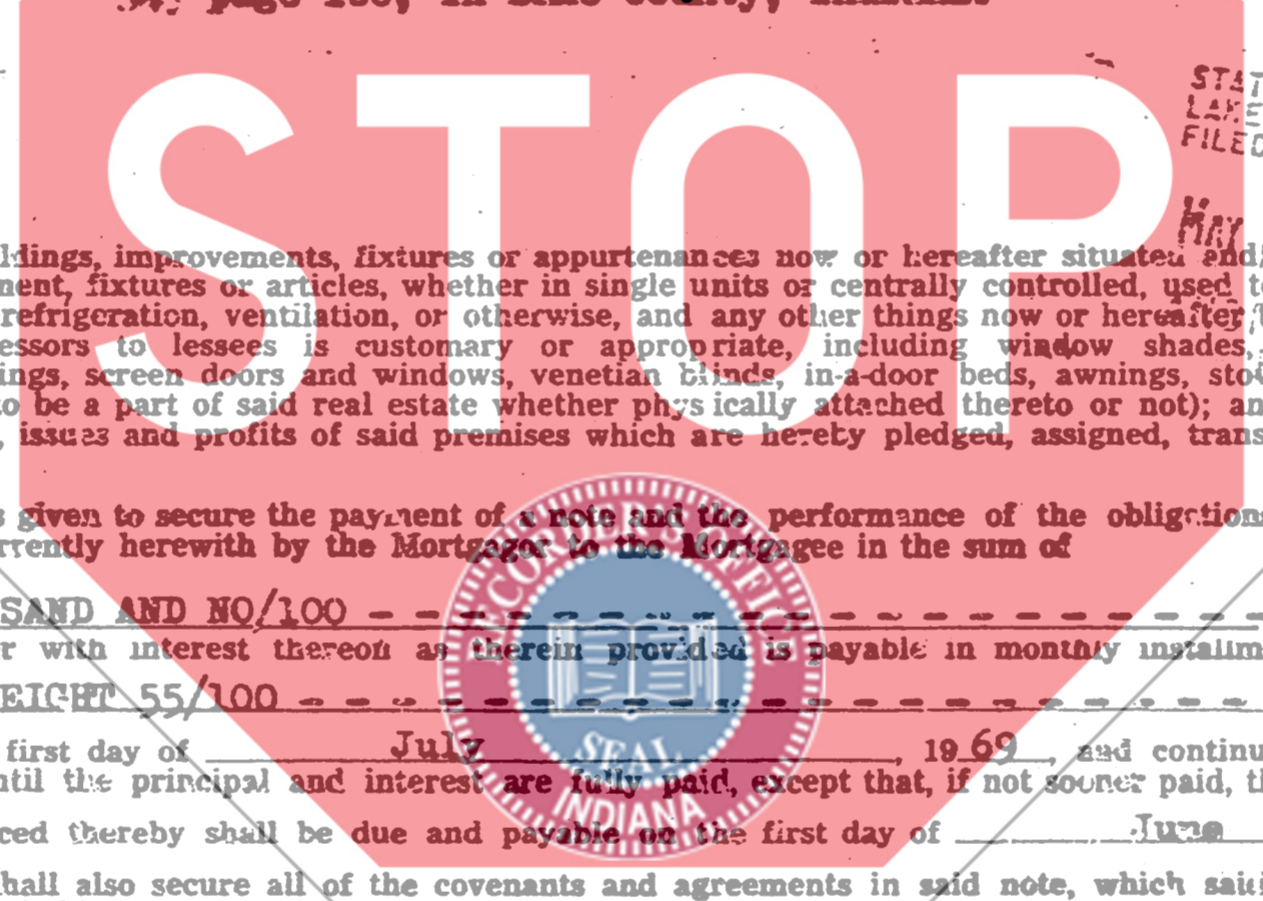 page in County,
STOP
STAT
LAKE
FILED
MAY
ldings, improvements, fixtures or appurtenances now or hereafter situated and
nent, fixtures or articles, whether in single units or centrally controlled, used to
refrigeration, ventilation, or otherwise, and any other things now or hereafter
essors to lessees is customary or appropriate, including window shades,
ings, screen doors and windows, venetian blinds, in-a-door beds, awnings, sto
to be a part of said real estate whether physically attached thereto or not); an
, issues and profits of said premises which are hereby pledged, assigned, trans
s given to secure the payment of a note and the performance of the obligations
rrently herewith by the Mortgagor to the Mortgagee in the sum of
SAND AND NO/100
r with interest thereon as therein provided is payable in monthly installm
EIGHT 55/100
first day of July, 1969, and continu
ntil the principal and interest are fully paid, except that, if not sooner paid, th
ced thereby shall be due and payable on the first day of June
hall also secure all of the covenants and agreements in said note, which said
RECORDER'S OFFICE
SEAL
INDIANA